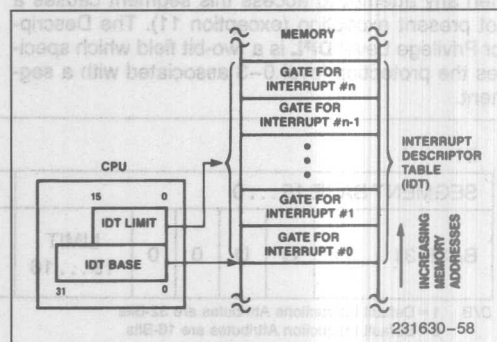 MEMORY
GATE FOR
INTERRUPT #n
GATE FOR
INTERRUPT #n-1
CPU
15 0
IDT LIMIT
IDT BASE
31 0
GATE FOR
INTERRUPT #1
GATE FOR
INTERRUPT #0
INTERRUPT
DESCRIPTOR
TABLE
(IDT)
INCREASING
MEMORY
ADDRESSES
231630–58